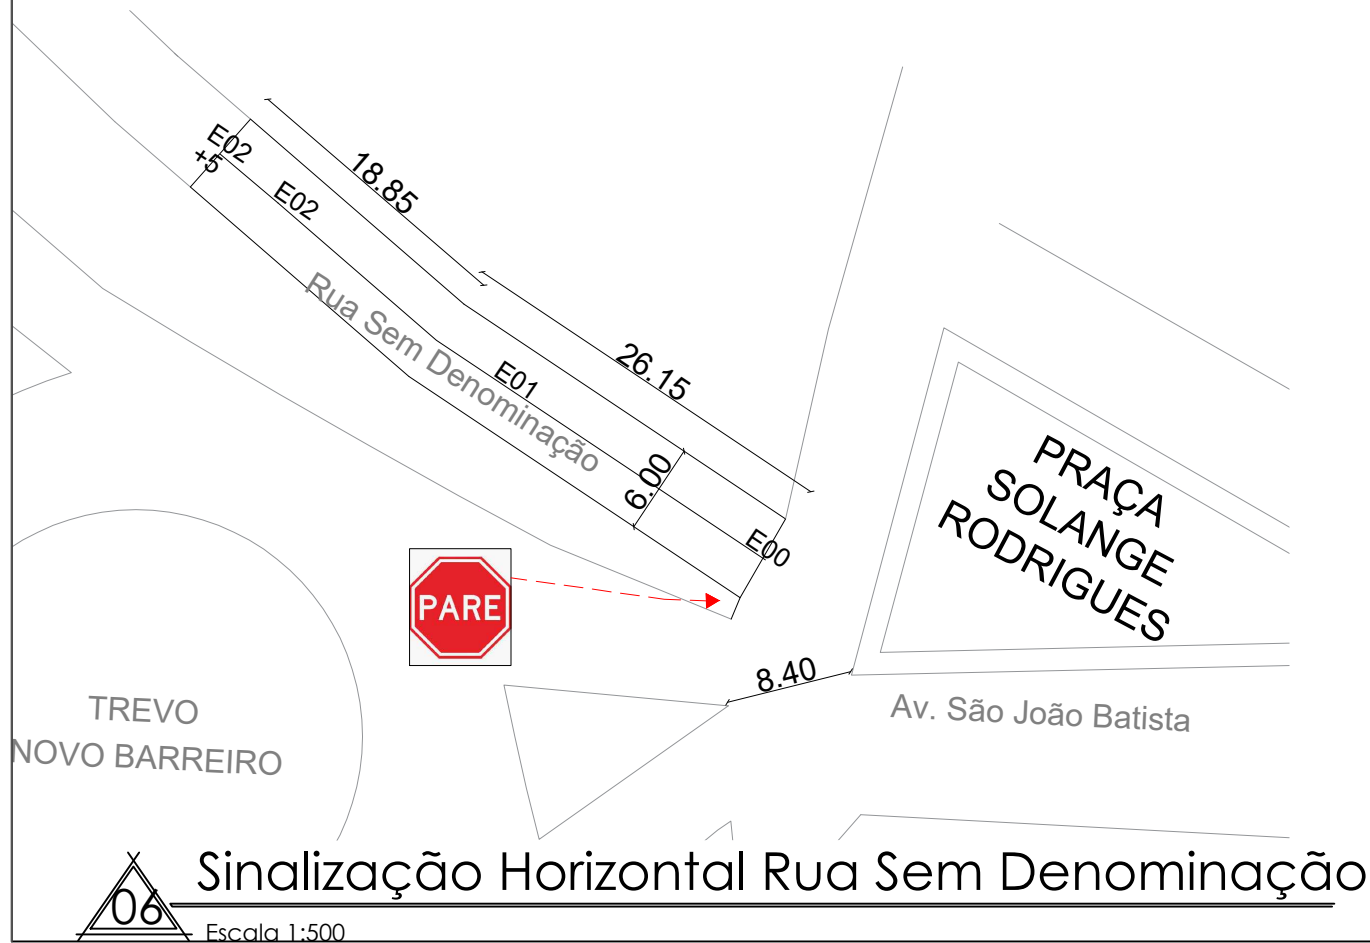 E02
+5
18.85
E02
Rua Sem Denominação
26.15
E01
6.00
E00
PRAÇA
SOLANGE
RODRIGUES
PARE
8.40
Av. São João Batista
TREVO
NOVO BARREIRO
06
Sinalização Horizontal Rua Sem Denominação
Escala 1:500